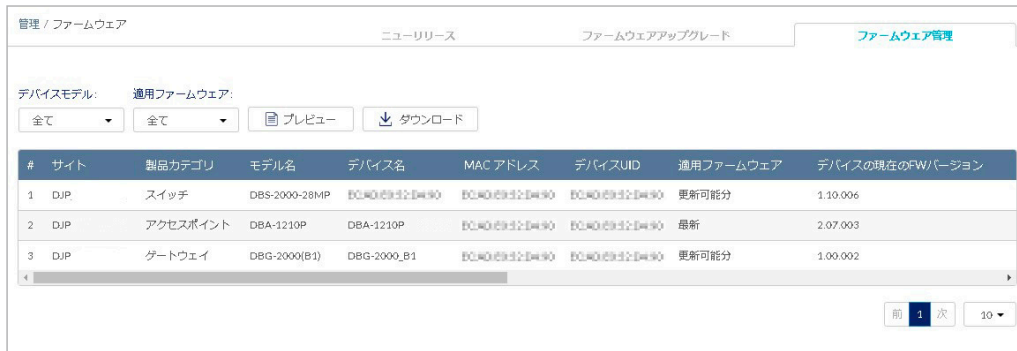 管理 / ファームウェア
ニューリリース ファームウェアアップグレード ファームウェア管理
デバイスモデル: 適用ファームウェア:
全て 全て プレビュー ダウンロード
# サイト 製品カテゴリ モデル名 デバイス名 MAC アドレス デバイスUID 適用ファームウェア デバイスの現在のFWバージョン
1 DJP スイッチ DBS-2000-28MP 更新可能分 1.10.006
2 DJP アクセスポイント DBA-1210P DBA-1210P 最新 2.07.003
3 DJP ゲートウェイ DBG-2000(B1) DBG-2000_B1 更新可能分 1.00.002
前 1 次 10